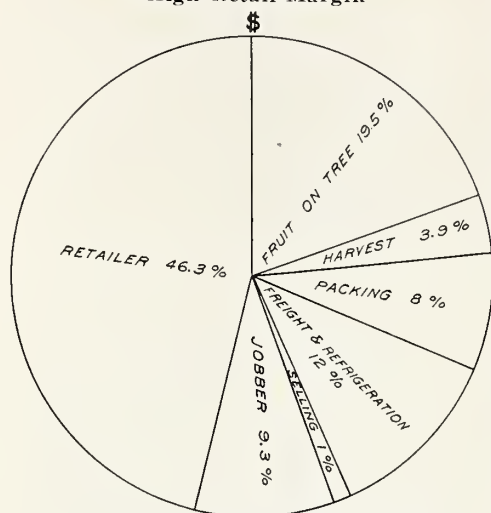 High Retail Margin
$
FRUIT ON TREE 19.5%
HARVEST 3.9%
PACKING 8%
FREIGHT & REFRIGERATION
12%
SELLING 1%
JOBBER 9.3%
RETAILER 46.3%